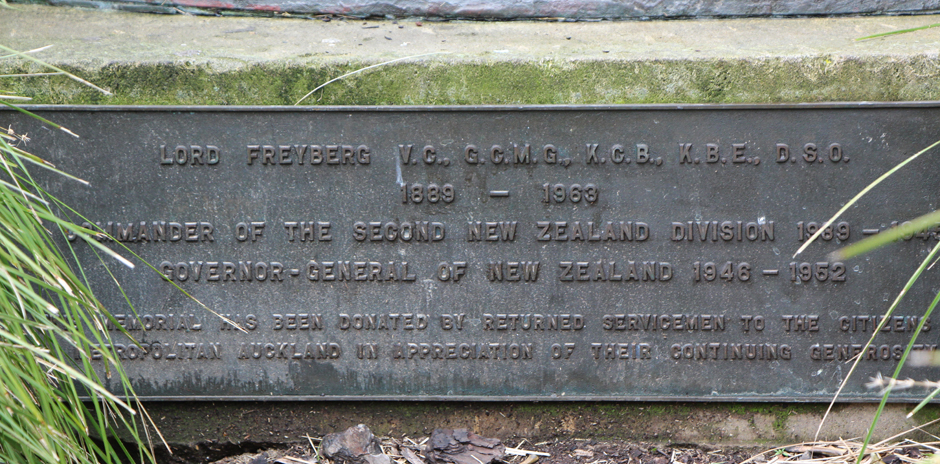 LORD FREYBERG V.C., G.C.M.G., K.C.B., K.B.E., D.S.O.
1889 — 1963
COMMANDER OF THE SECOND NEW ZEALAND DIVISION 1939 –
GOVERNOR-GENERAL OF NEW ZEALAND 1946 – 1952
MEMORIAL HAS BEEN DONATED BY RETURNED SERVICEMEN TO THE CITIZENS
METROPOLITAN AUCKLAND IN APPRECIATION OF THEIR CONTINUING GENEROSITY